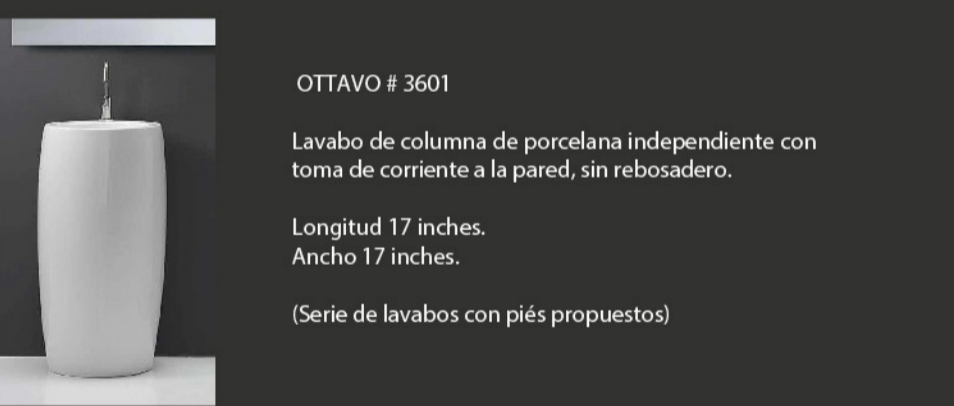 OTTAVO # 3601
Lavabo de columna de porcelana independiente con
toma de corriente a la pared, sin rebosadero.
Longitud 17 inches.
Ancho 17 inches.
(Serie de lavabos con piés propuestos)